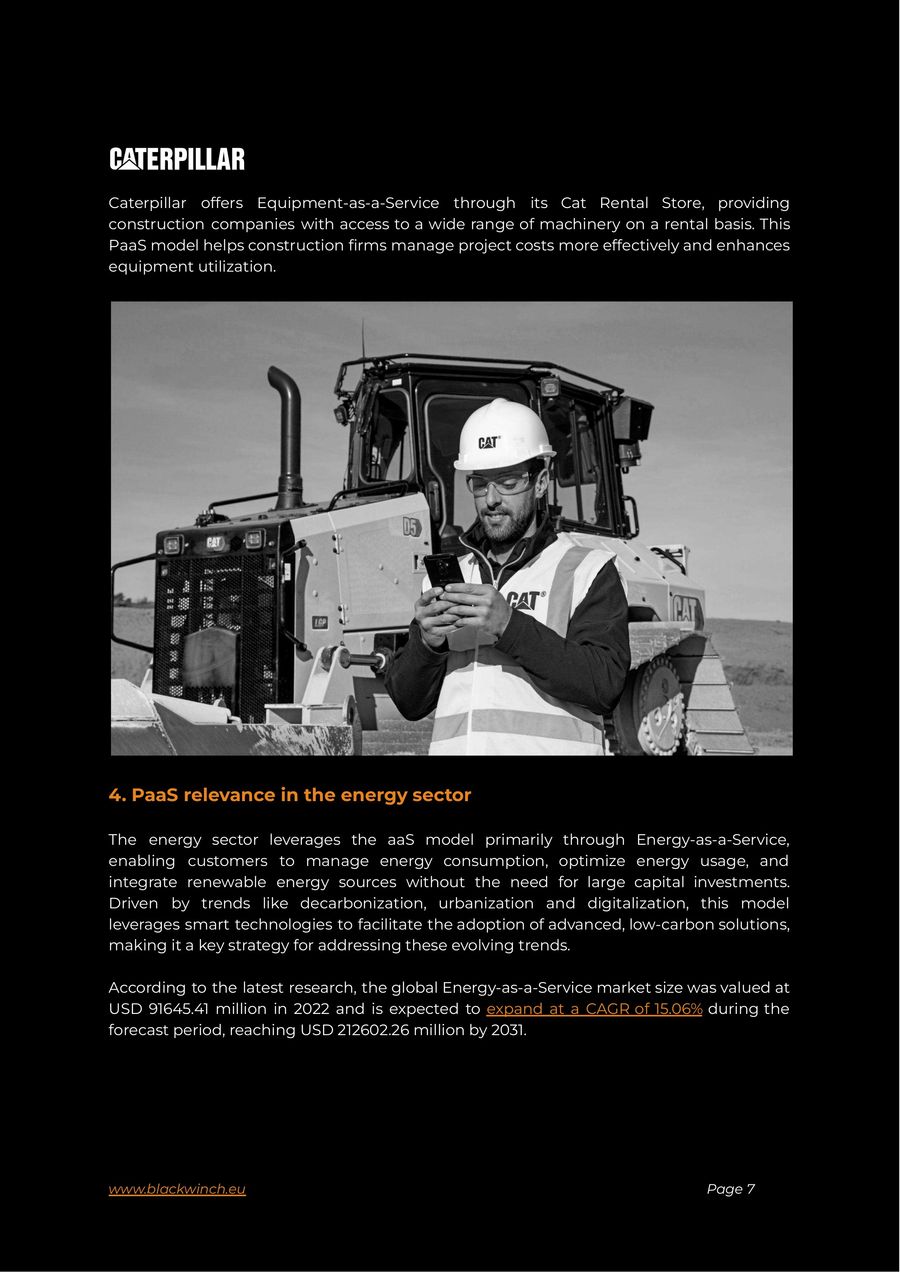 CATERPILLAR
Caterpillar offers Equipment-as-a-Service through its Cat Rental Store, providing
construction companies with access to a wide range of machinery on a rental basis. This
PaaS model helps construction firms manage project costs more effectively and enhances
equipment utilization.
CAT®
D5
CAT
CAT®
LGP
CAT
4. PaaS relevance in the energy sector
The energy sector leverages the aaS model primarily through Energy-as-a-Service,
enabling customers to manage energy consumption, optimize energy usage, and
integrate renewable energy sources without the need for large capital investments.
Driven by trends like decarbonization, urbanization and digitalization, this model
leverages smart technologies to facilitate the adoption of advanced, low-carbon solutions,
making it a key strategy for addressing these evolving trends.
According to the latest research, the global Energy-as-a-Service market size was valued at
USD 91645.41 million in 2022 and is expected to expand at a CAGR of 15.06% during the
forecast period, reaching USD 212602.26 million by 2031.
www.blackwinch.eu
Page 7